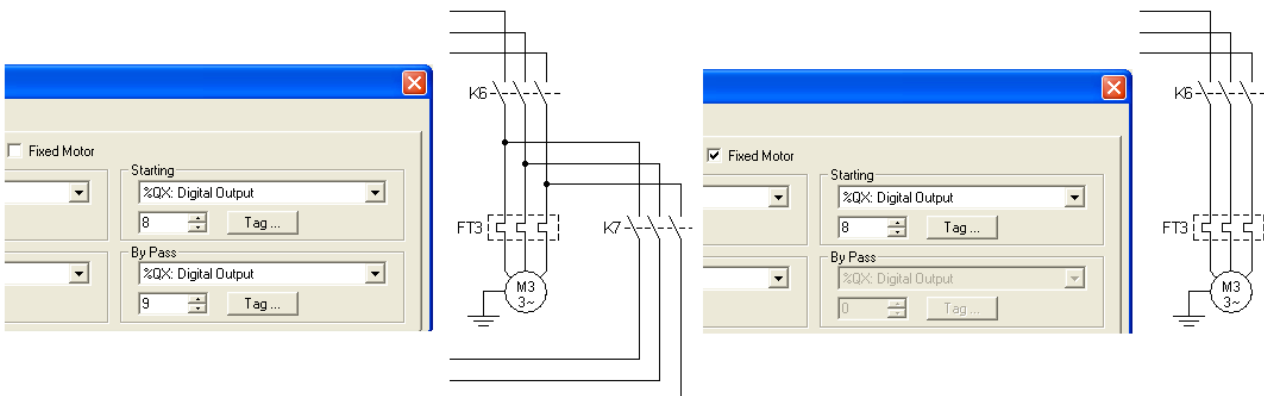 Fixed Motor
Starting
%QX: Digital Output
8
Tag ...
By Pass
%QX: Digital Output
9
Tag ...
K6
FT3
K7
M3
3~
Fixed Motor
Starting
%QX: Digital Output
8
Tag ...
By Pass
%QX: Digital Output
0
Tag ...
K6
FT3
M3
3~